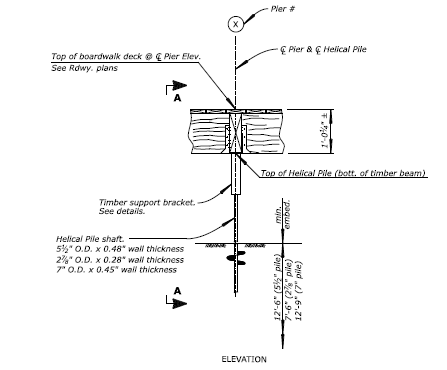 X
Pier #
Top of boardwalk deck @ ℄ Pier Elev.
See Rdwy. plans
℄ Pier & ℄ Helical Pile
A
1'-0¾" ±
Top of Helical Pile (bott. of timber beam)
Timber support bracket.
See details.
min.
embed.
Helical Pile shaft.
5½" O.D. x 0.48" wall thickness
2⅞" O.D. x 0.28" wall thickness
7" O.D. x 0.45" wall thickness
12'-6" (5½" pile)
7'-6" (2⅞" pile)
12'-9" (7" pile)
A
ELEVATION